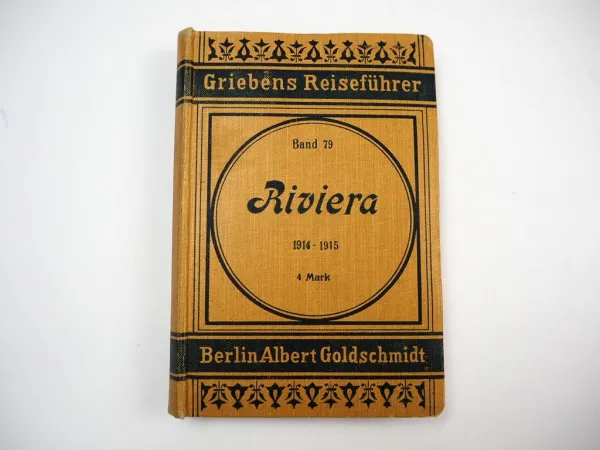 Griebens Reiseführer
Band 79
Riviera
1914 - 1915
4 Mark
Berlin Albert Goldschmidt